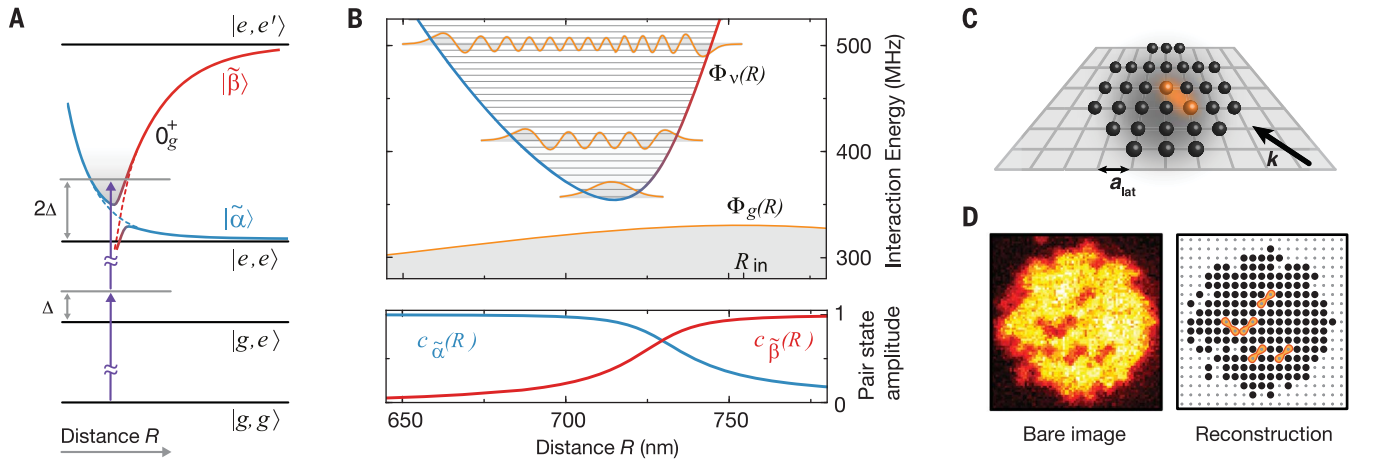 A
|e, e′⟩
|β̃⟩
0g+
2Δ
|α̃⟩
|e, e⟩
Δ
|g, e⟩
|g, g⟩
Distance R
B
500
400
300
Interaction Energy (MHz)
Φν(R)
Φg(R)
R in
cα̃(R)
cβ̃(R)
1
0
Pair state
amplitude
650
700
750
Distance R (nm)
C
k
alat
D
Bare image
Reconstruction